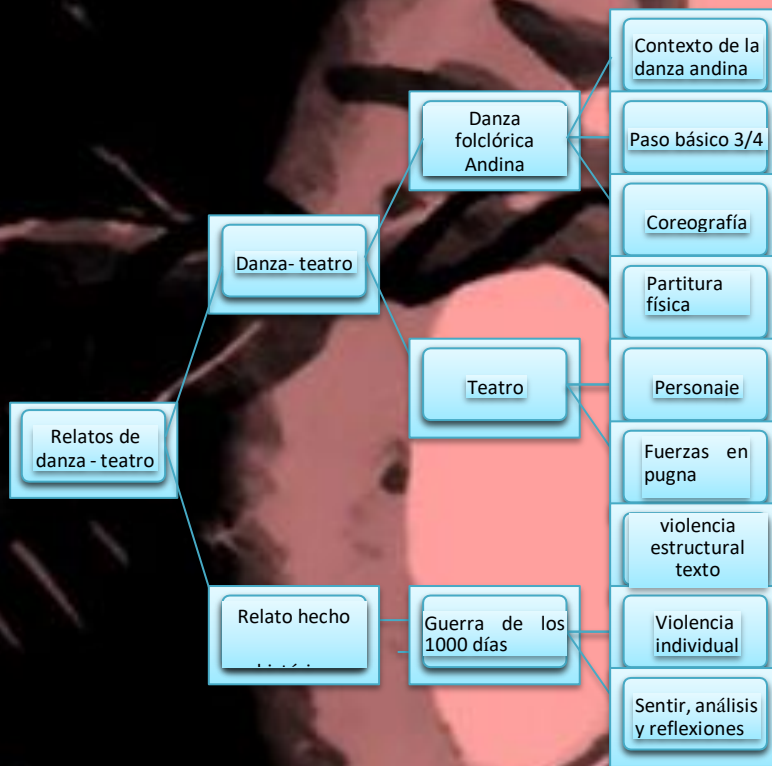 Relatos de
danza - teatro
Danza- teatro
Danza
folclórica
Andina
Contexto de la
danza andina
Paso básico 3/4
Coreografía
Teatro
Partitura
física
Personaje
Fuerzas en
pugna
Relato hecho
Guerra de los
1000 días
violencia
estructural
texto
Violencia
individual
Sentir, análisis
y reflexiones